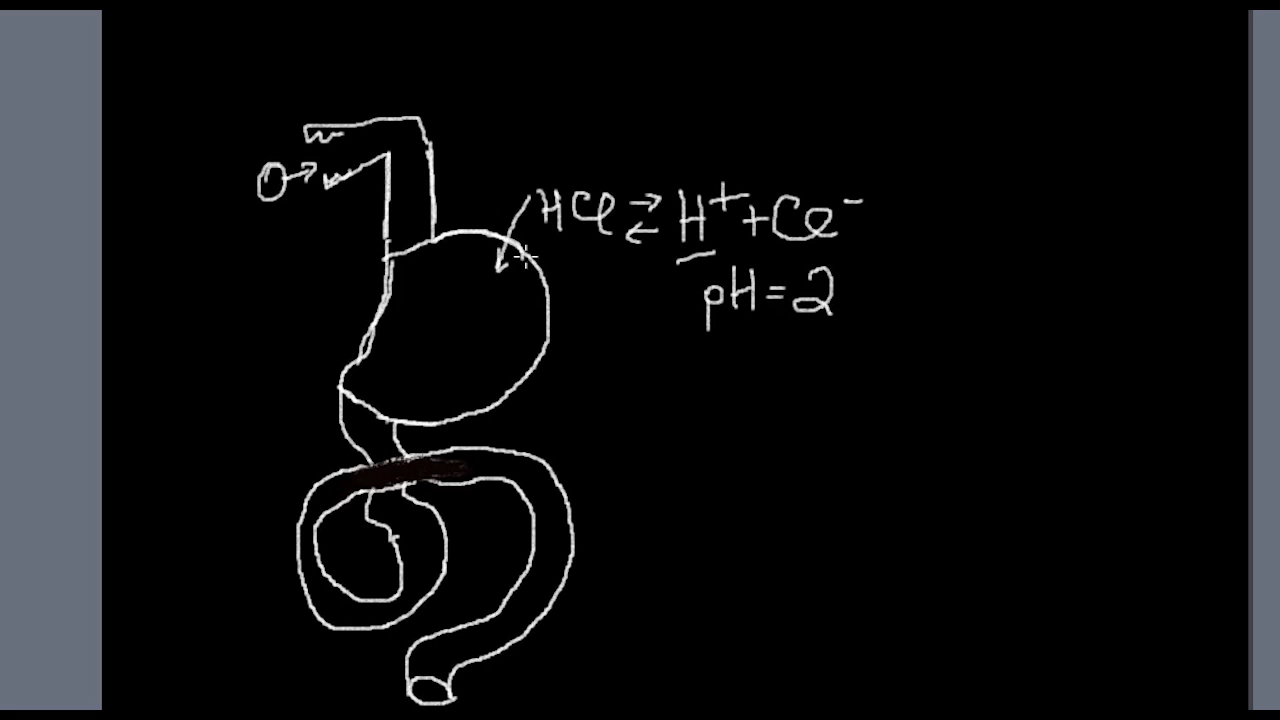 HCl ⇄ H⁺ + Cl⁻
pH = 2